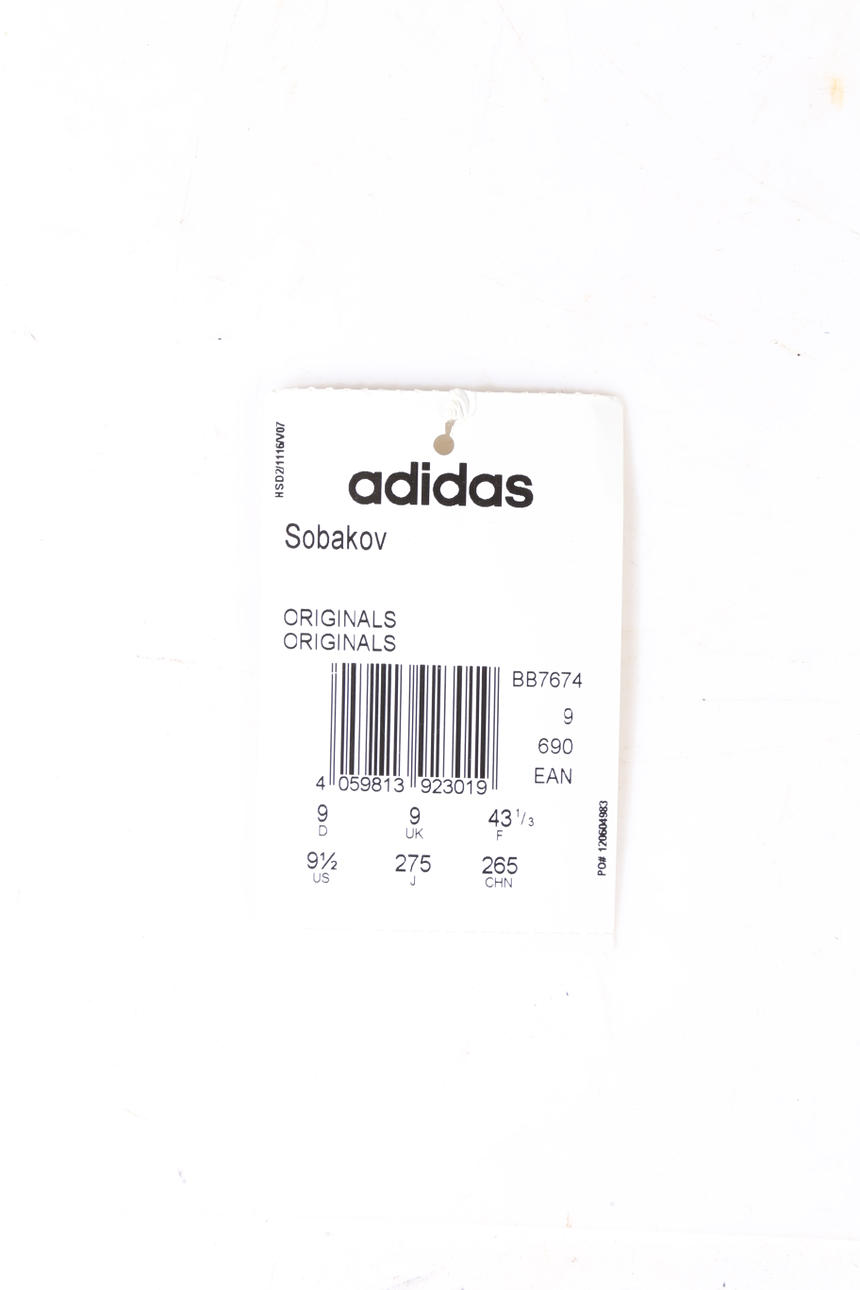 HSD2/1116/V07
adidas
Sobakov
ORIGINALS
ORIGINALS
BB7674
9
690
EAN
4 059813 923019
9 9 43 1/3
D UK F
9½ 275 265
US J CHN
PO# 120604983